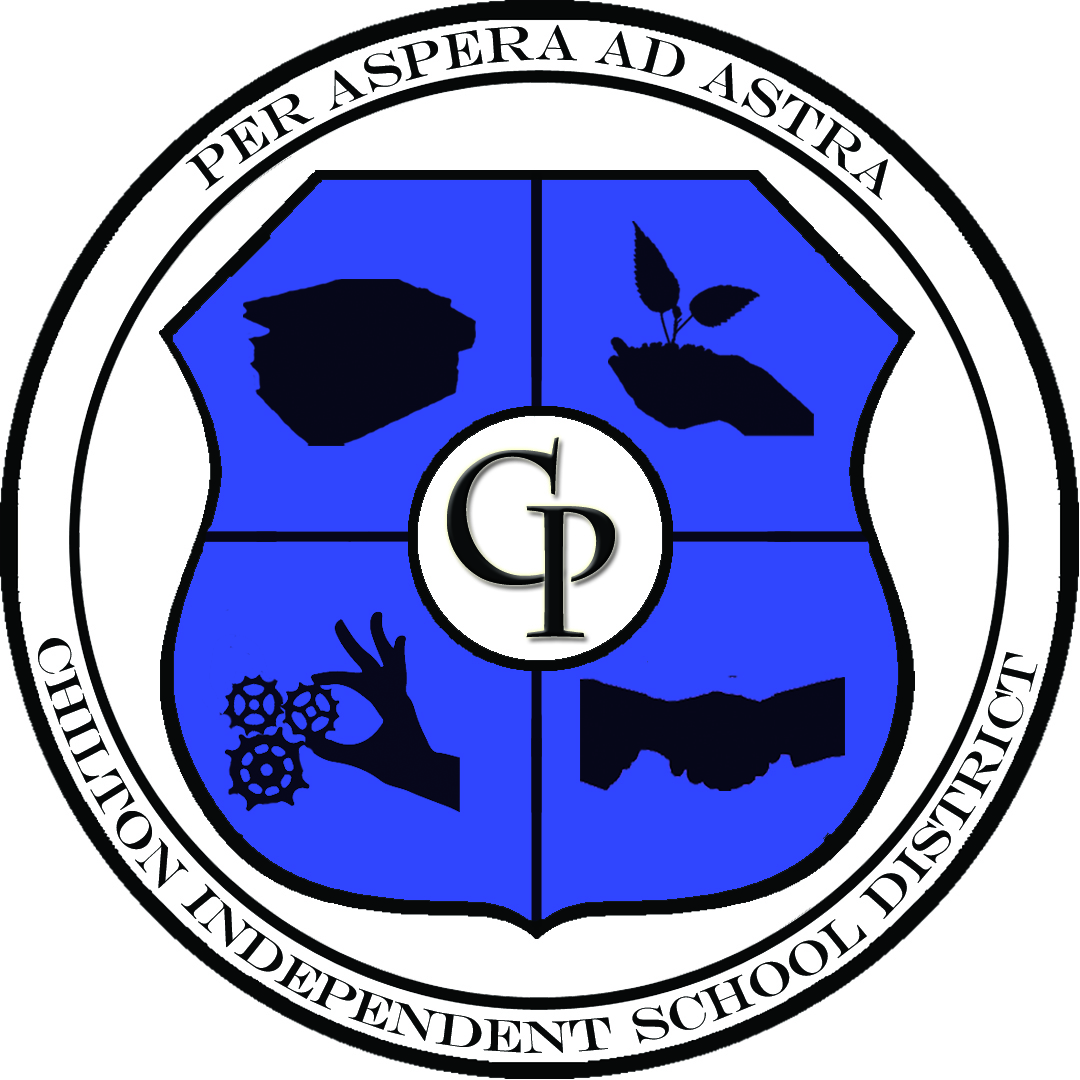 PER ASPERA AD ASTRA
CP
CHILTON INDEPENDENT SCHOOL DISTRICT